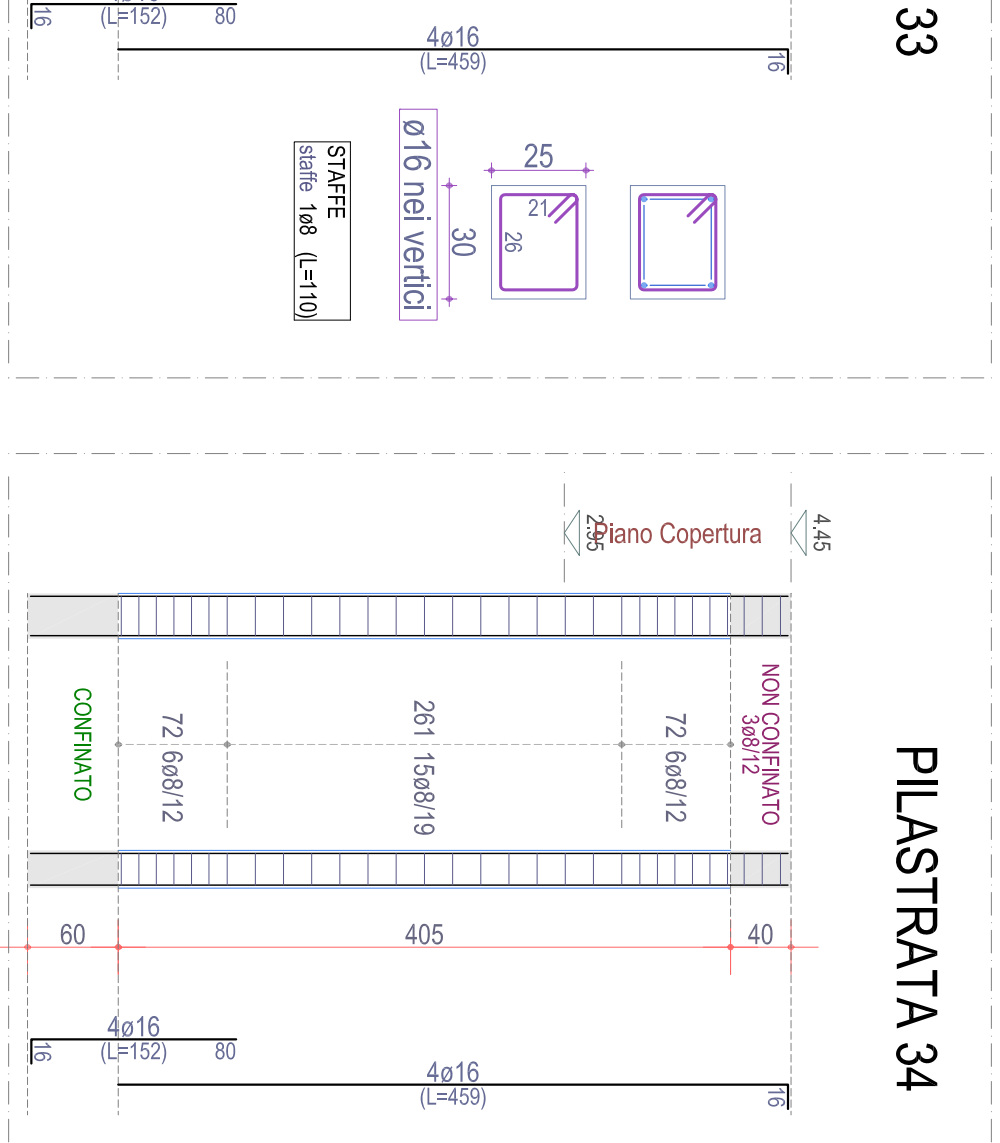 33
4ø16
(L=459)
16
(L=152)
80
16
STAFFE
staffe 1ø8 (L=110)
ø16 nei vertici
25
30
21
26
2.95
Piano Copertura
4.45
PILASTRATA 34
CONFINATO
72 6ø8/12
261 15ø8/19
72 6ø8/12
NON CONFINATO
3ø8/12
60
405
40
4ø16
(L=152)
80
16
4ø16
(L=459)
16